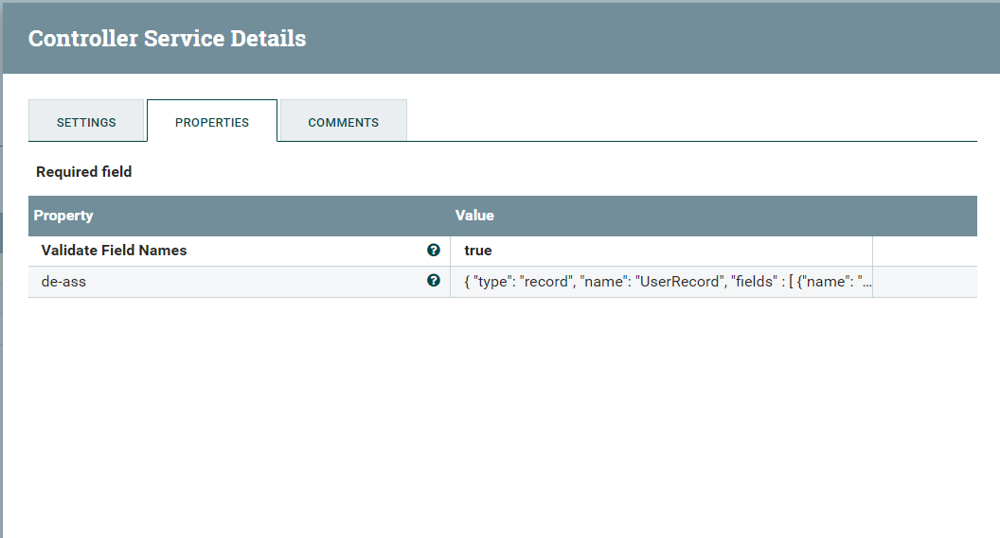 Controller Service Details
SETTINGS PROPERTIES COMMENTS
Required field
Property Value
Validate Field Names ? true
de-ass ? { "type": "record", "name": "UserRecord", "fields" : [ {"name": "...